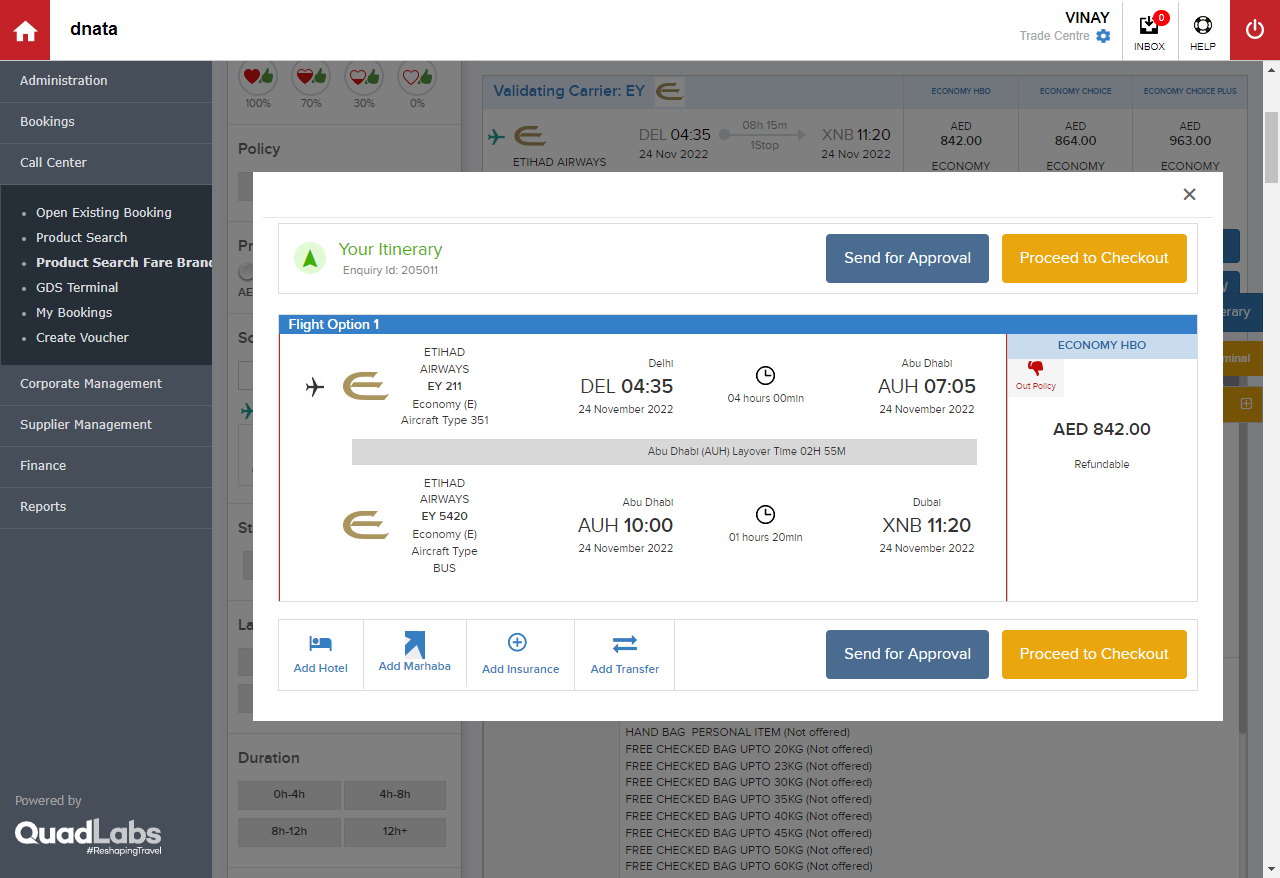 dnata
VINAY
Trade Centre
0
INBOX
HELP
Administration
Bookings
Call Center
Open Existing Booking
Product Search
Product Search Fare Bran
GDS Terminal
My Bookings
Create Voucher
Corporate Management
Supplier Management
Finance
Reports
Powered by
QuadLabs
#ReshapingTravel
100%
70%
30%
0%
Policy
Pr
AE
So
St
La
Duration
0h-4h
4h-8h
8h-12h
12h+
Validating Carrier: EY
ECONOMY HBO
ECONOMY CHOICE
ECONOMY CHOICE PLUS
ETIHAD AIRWAYS
DEL 04:35
24 Nov 2022
08h 15m
1Stop
XNB 11:20
24 Nov 2022
AED
842.00
ECONOMY
AED
864.00
ECONOMY
AED
963.00
ECONOMY
Your Itinerary
Enquiry Id: 205011
Send for Approval
Proceed to Checkout
Flight Option 1
ETIHAD
AIRWAYS
EY 211
Economy (E)
Aircraft Type 351
Delhi
DEL 04:35
24 November 2022
04 hours 00min
Abu Dhabi
AUH 07:05
24 November 2022
ECONOMY HBO
Out Policy
AED 842.00
Refundable
Abu Dhabi (AUH) Layover Time 02H 55M
ETIHAD
AIRWAYS
EY 5420
Economy (E)
Aircraft Type
BUS
Abu Dhabi
AUH 10:00
24 November 2022
01 hours 20min
Dubai
XNB 11:20
24 November 2022
Add Hotel
Add Marhaba
Add Insurance
Add Transfer
Send for Approval
Proceed to Checkout
erary
minal
HAND BAG PERSONAL ITEM (Not offered)
FREE CHECKED BAG UPTO 20KG (Not offered)
FREE CHECKED BAG UPTO 23KG (Not offered)
FREE CHECKED BAG UPTO 30KG (Not offered)
FREE CHECKED BAG UPTO 35KG (Not offered)
FREE CHECKED BAG UPTO 40KG (Not offered)
FREE CHECKED BAG UPTO 45KG (Not offered)
FREE CHECKED BAG UPTO 50KG (Not offered)
FREE CHECKED BAG UPTO 60KG (Not offered)